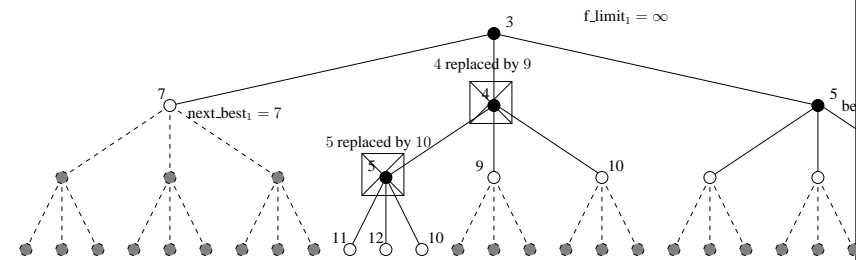 3
f_limit₁ = ∞
4 replaced by 9
7
4
5
next_best₁ = 7
be
5 replaced by 10
5
9
10
11
12
10